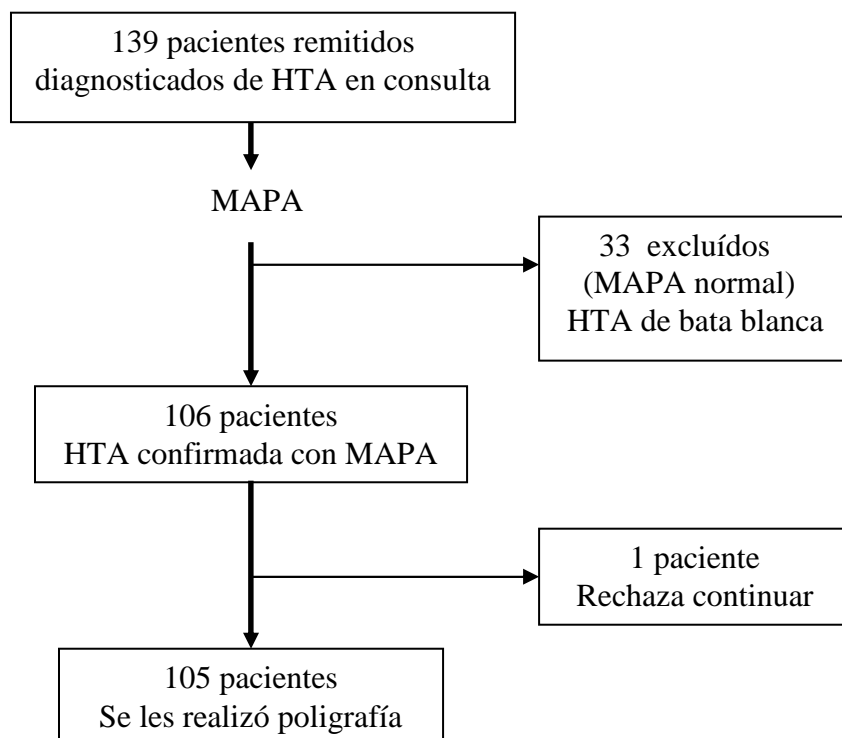 139 pacientes remitidos
diagnosticados de HTA en consulta
MAPA
33 excluídos
(MAPA normal)
HTA de bata blanca
106 pacientes
HTA confirmada con MAPA
1 paciente
Rechaza continuar
105 pacientes
Se les realizó poligrafía